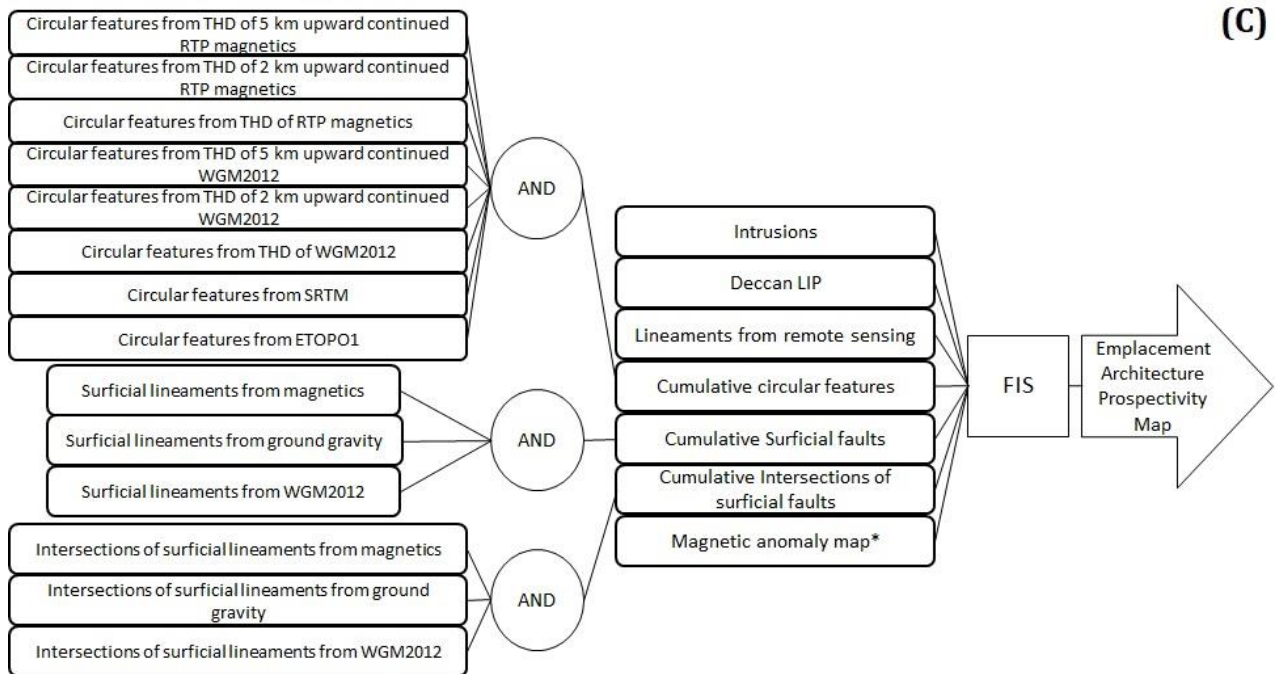 (C)
Circular features from THD of 5 km upward continued
RTP magnetics
Circular features from THD of 2 km upward continued
RTP magnetics
Circular features from THD of RTP magnetics
Circular features from THD of 5 km upward continued
WGM2012
Circular features from THD of 2 km upward continued
WGM2012
Circular features from THD of WGM2012
Circular features from SRTM
Circular features from ETOPO1
AND
Surficial lineaments from magnetics
Surficial lineaments from ground gravity
Surficial lineaments from WGM2012
AND
Intersections of surficial lineaments from magnetics
Intersections of surficial lineaments from ground
gravity
Intersections of surficial lineaments from WGM2012
AND
Intrusions
Deccan LIP
Lineaments from remote sensing
Cumulative circular features
Cumulative Surficial faults
Cumulative Intersections of
surficial faults
Magnetic anomaly map*
FIS
Emplacement
Architecture
Prospectivity
Map